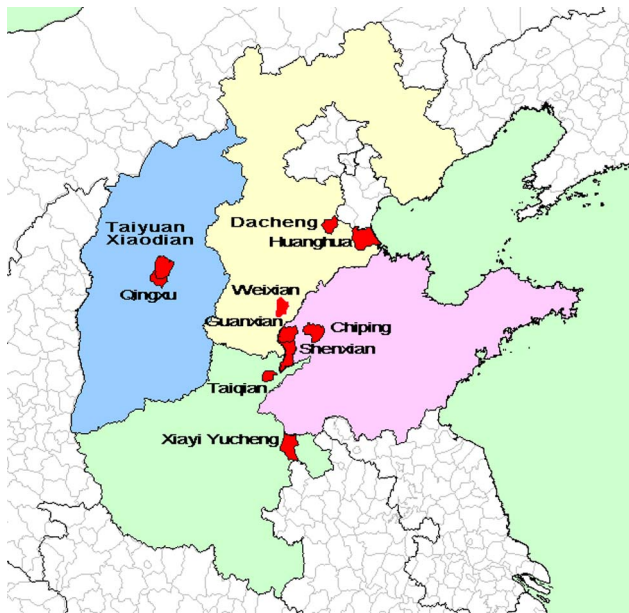 Taiyuan
Xiaodian
Qingxu
Dacheng
Huanghua
Weixian
Guanxian
Chiping
Shenxian
Taiqian
Xiayi Yucheng